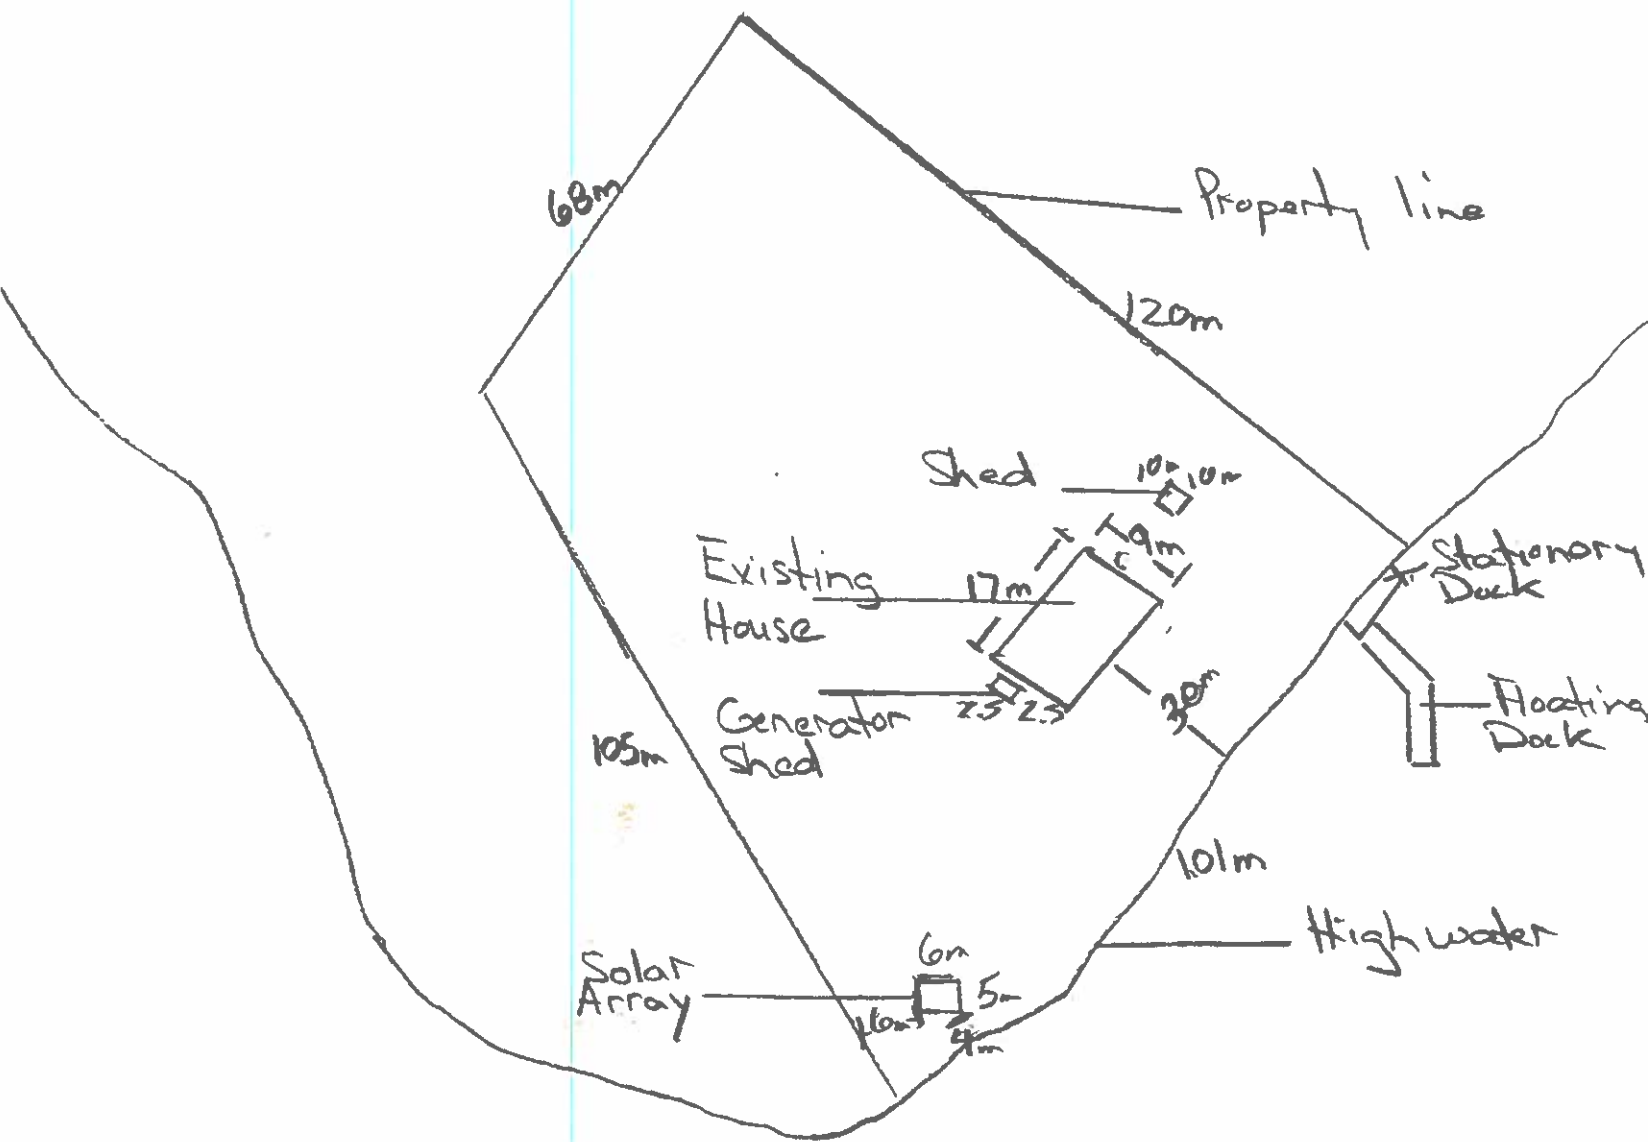 68m
Property line
120m
Shed
10m 10m
Existing
House
17m
9m
Stationary
Dock
Generator
Shed
2.5 2.5
30m
Floating
Dock
105m
101m
High water
Solar
Array
6m
5m
6m
4m